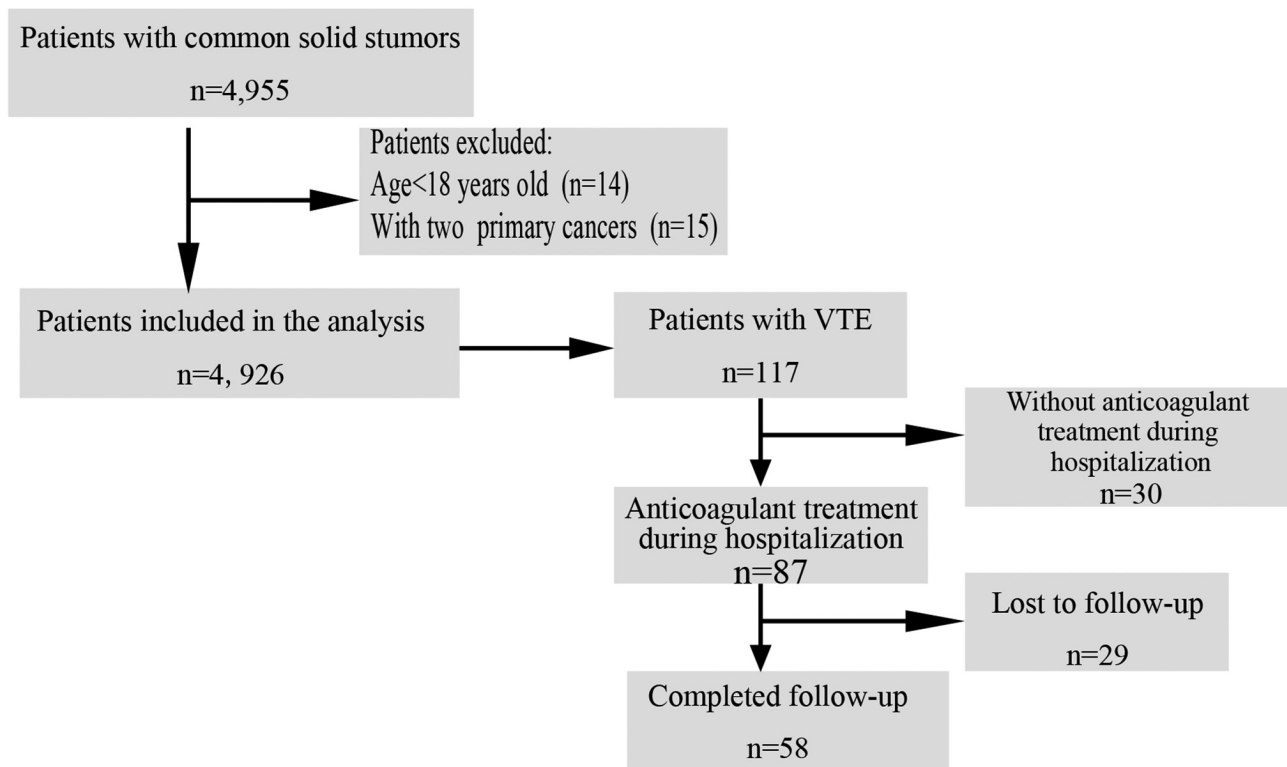 Patients with common solid stumors
n=4,955
Patients excluded:
Age<18 years old (n=14)
With two primary cancers (n=15)
Patients included in the analysis
n=4, 926
Patients with VTE
n=117
Without anticoagulant
treatment during
hospitalization
n=30
Anticoagulant treatment
during hospitalization
n=87
Lost to follow-up
n=29
Completed follow-up
n=58